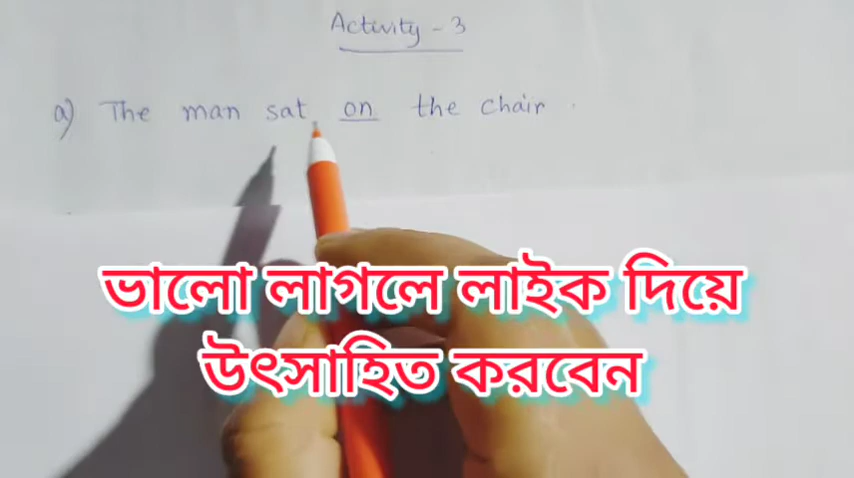 Activity - 3
a) The man sat on the chair.
ভালো লাগলে লাইক দিয়ে
উৎসাহিত করবেন